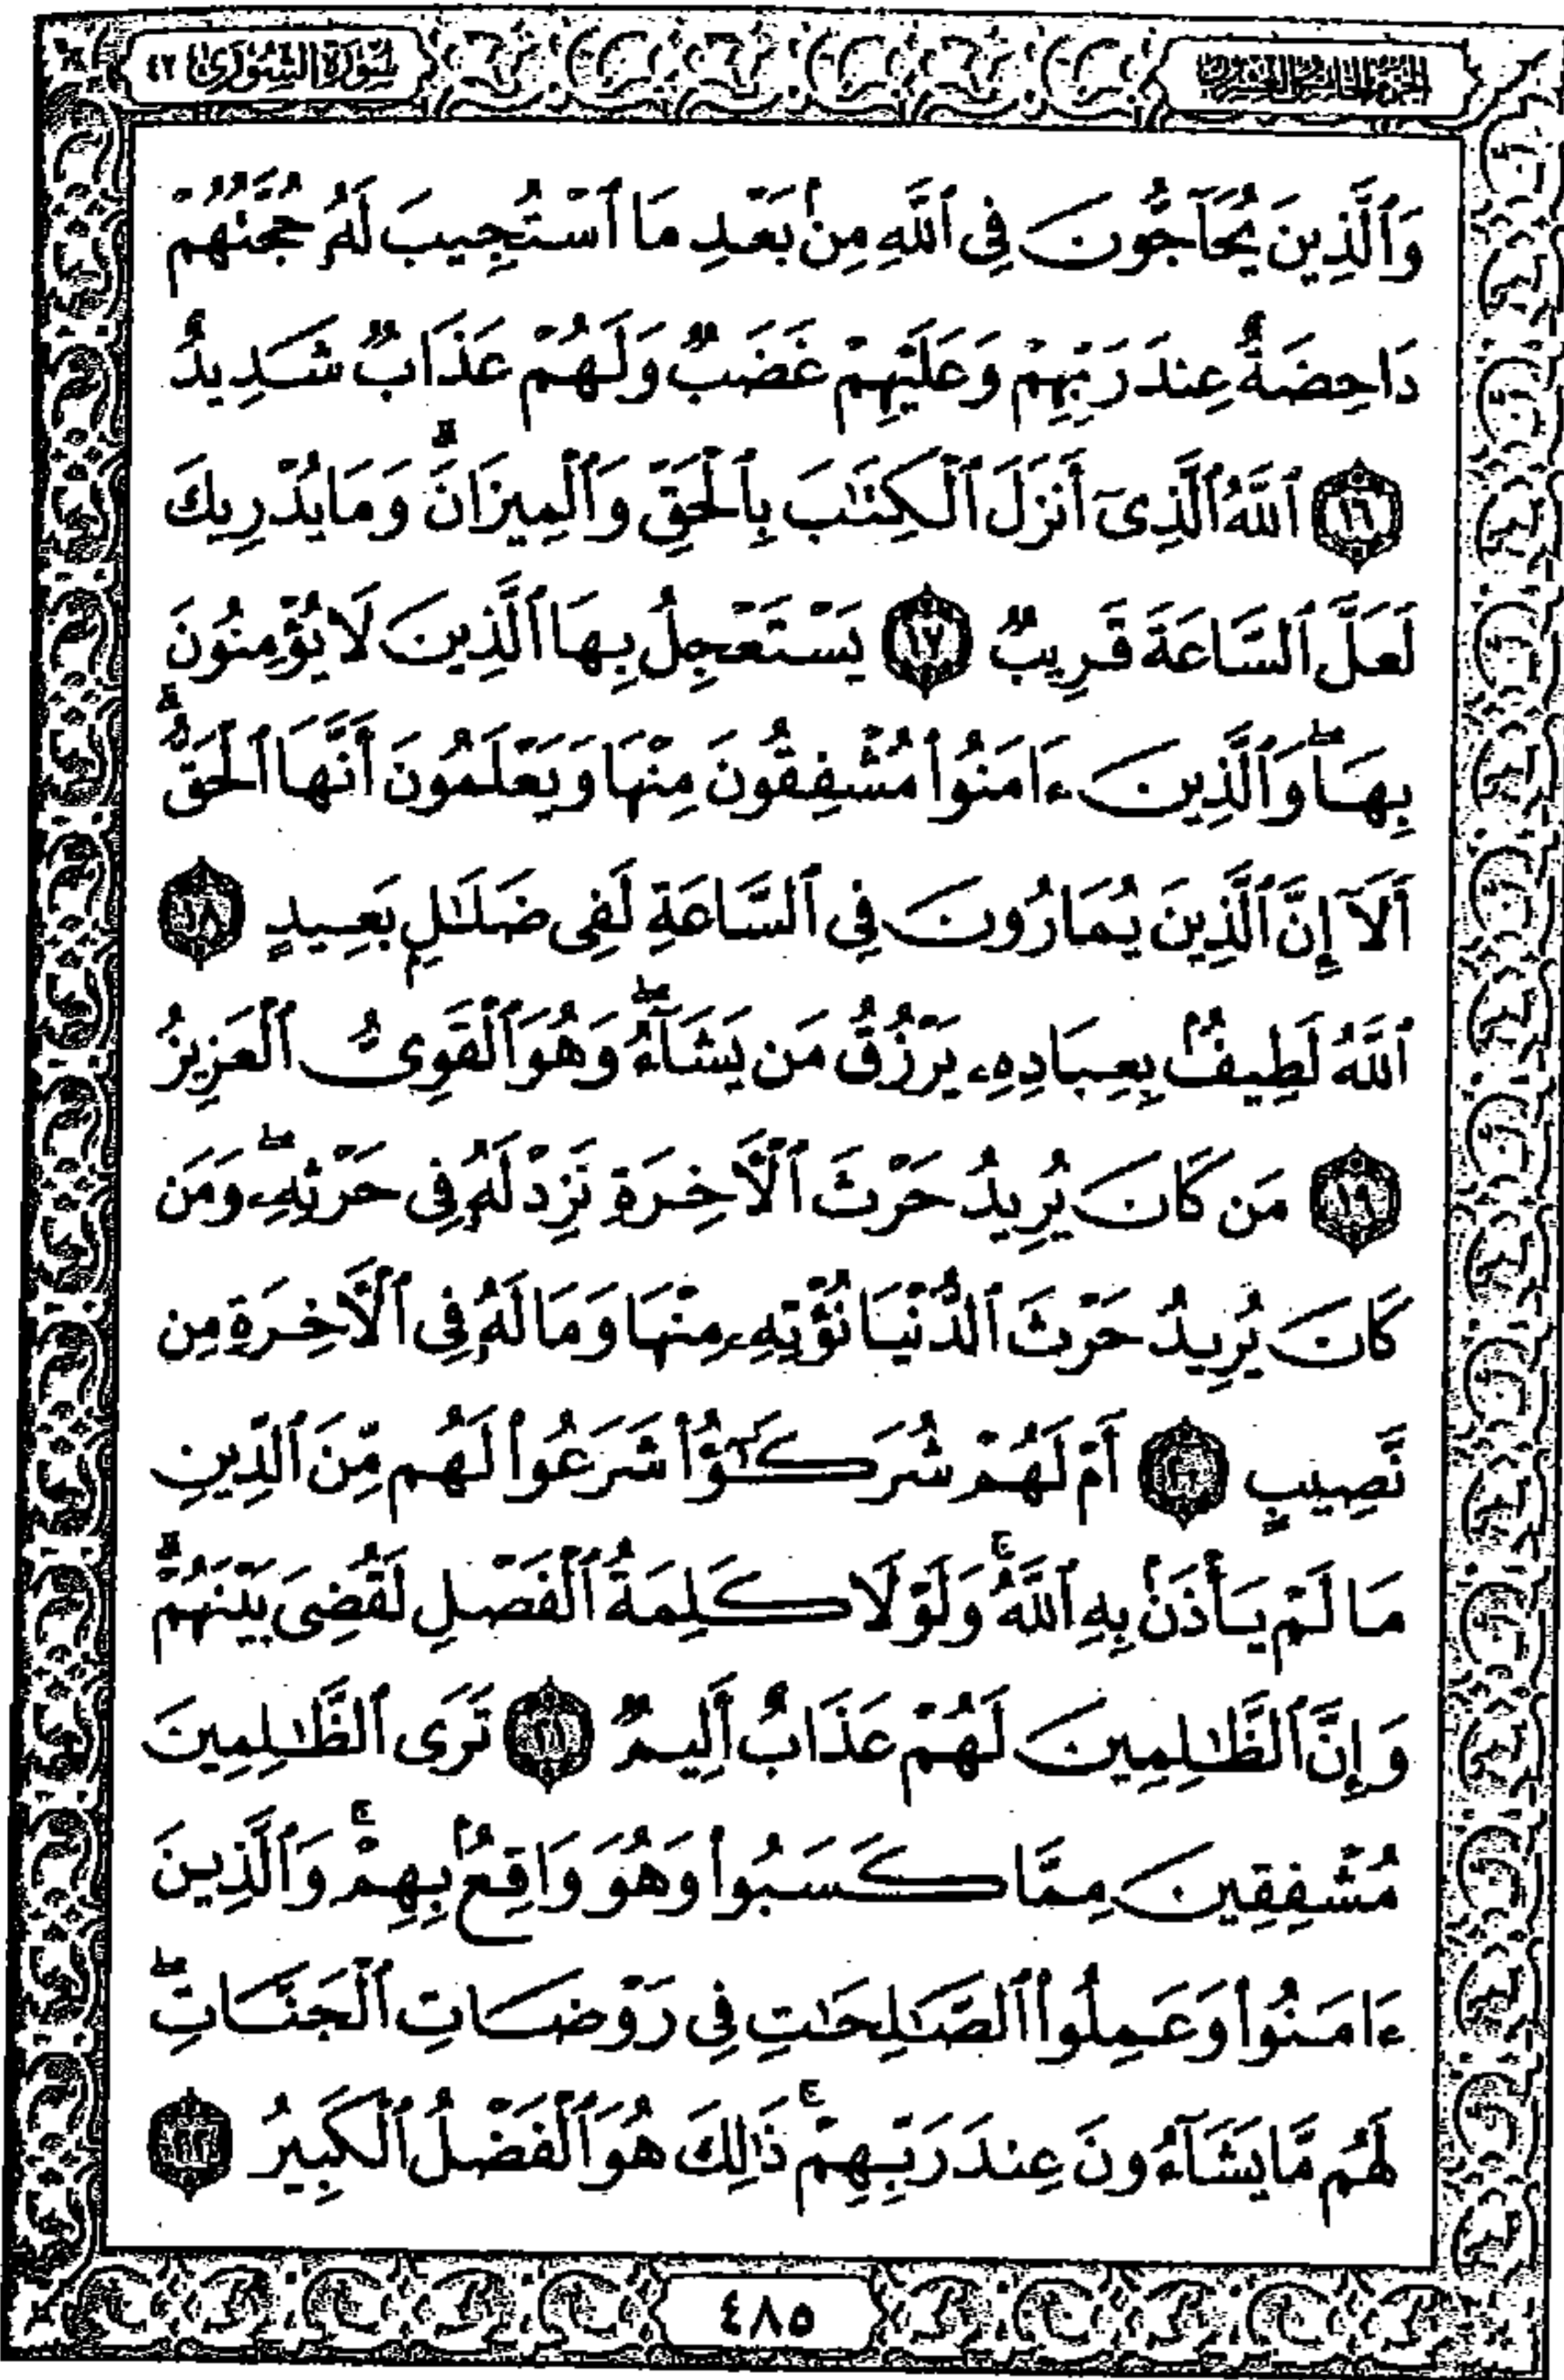 الجزء الخامس والعشرون سورة الشورى ٤٢
وَٱلَّذِينَ يُحَآجُّونَ فِى ٱللَّهِ مِنۢ بَعْدِ مَا ٱسْتُجِيبَ لَهُۥ حُجَّتُهُمْ
دَاحِضَةٌ عِندَ رَبِّهِمْ وَعَلَيْهِمْ غَضَبٌ وَلَهُمْ عَذَابٌ شَدِيدٌ
١٦ ٱللَّهُ ٱلَّذِىٓ أَنزَلَ ٱلْكِتَٰبَ بِٱلْحَقِّ وَٱلْمِيزَانَ ۗ وَمَا يُدْرِيكَ
لَعَلَّ ٱلسَّاعَةَ قَرِيبٌ ١٧ يَسْتَعْجِلُ بِهَا ٱلَّذِينَ لَا يُؤْمِنُونَ
بِهَا ۖ وَٱلَّذِينَ ءَامَنُوا۟ مُشْفِقُونَ مِنْهَا وَيَعْلَمُونَ أَنَّهَا ٱلْحَقُّ ۗ
أَلَآ إِنَّ ٱلَّذِينَ يُمَارُونَ فِى ٱلسَّاعَةِ لَفِى ضَلَٰلٍۭ بَعِيدٍ ١٨
ٱللَّهُ لَطِيفٌۢ بِعِبَادِهِۦ يَرْزُقُ مَن يَشَآءُ ۖ وَهُوَ ٱلْقَوِىُّ ٱلْعَزِيزُ
١٩ مَن كَانَ يُرِيدُ حَرْثَ ٱلْءَاخِرَةِ نَزِدْ لَهُۥ فِى حَرْثِهِۦ ۖ وَمَن
كَانَ يُرِيدُ حَرْثَ ٱلدُّنْيَا نُؤْتِهِۦ مِنْهَا وَمَا لَهُۥ فِى ٱلْءَاخِرَةِ مِن
نَّصِيبٍ ٢٠ أَمْ لَهُمْ شُرَكَٰٓؤُا۟ شَرَعُوا۟ لَهُم مِّنَ ٱلدِّينِ
مَا لَمْ يَأْذَنۢ بِهِ ٱللَّهُ ۚ وَلَوْلَا كَلِمَةُ ٱلْفَصْلِ لَقُضِىَ بَيْنَهُمْ ۗ
وَإِنَّ ٱلظَّٰلِمِينَ لَهُمْ عَذَابٌ أَلِيمٌ ٢١ تَرَى ٱلظَّٰلِمِينَ
مُشْفِقِينَ مِمَّا كَسَبُوا۟ وَهُوَ وَاقِعٌۢ بِهِمْ ۗ وَٱلَّذِينَ
ءَامَنُوا۟ وَعَمِلُوا۟ ٱلصَّٰلِحَٰتِ فِى رَوْضَاتِ ٱلْجَنَّاتِ ۖ
لَهُم مَّا يَشَآءُونَ عِندَ رَبِّهِمْ ۚ ذَٰلِكَ هُوَ ٱلْفَضْلُ ٱلْكَبِيرُ ٢٢
٤٨٥